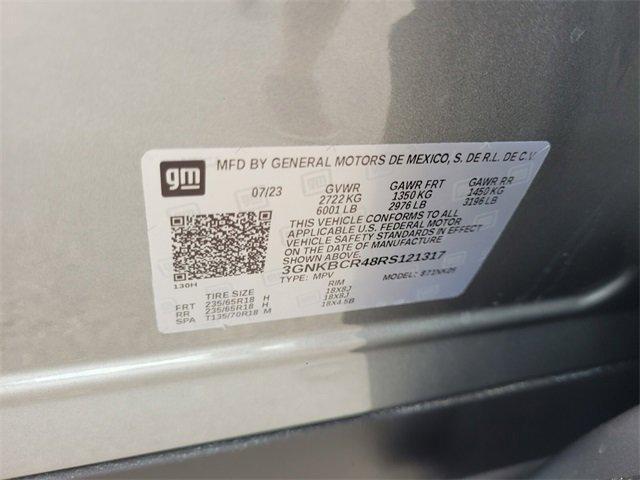 gm
MFD BY GENERAL MOTORS DE MEXICO, S. DE R.L. DE C.V.
07/23 GVWR GAWR FRT GAWR RR
2722 KG 1350 KG 1450 KG
6001 LB 2976 LB 3196 LB
THIS VEHICLE CONFORMS TO ALL
APPLICABLE U.S. FEDERAL MOTOR
VEHICLE SAFETY STANDARDS IN EFFECT
ON THE DATE OF MANUFACTURE
3GNKBCR48RS121317
TYPE: MPV MODEL:
130H
TIRE SIZE RIM
FRT 235/65R18 H 18X8J
RR 235/65R18 H 18X8J
SPA T135/70R18 M 18X4.5B